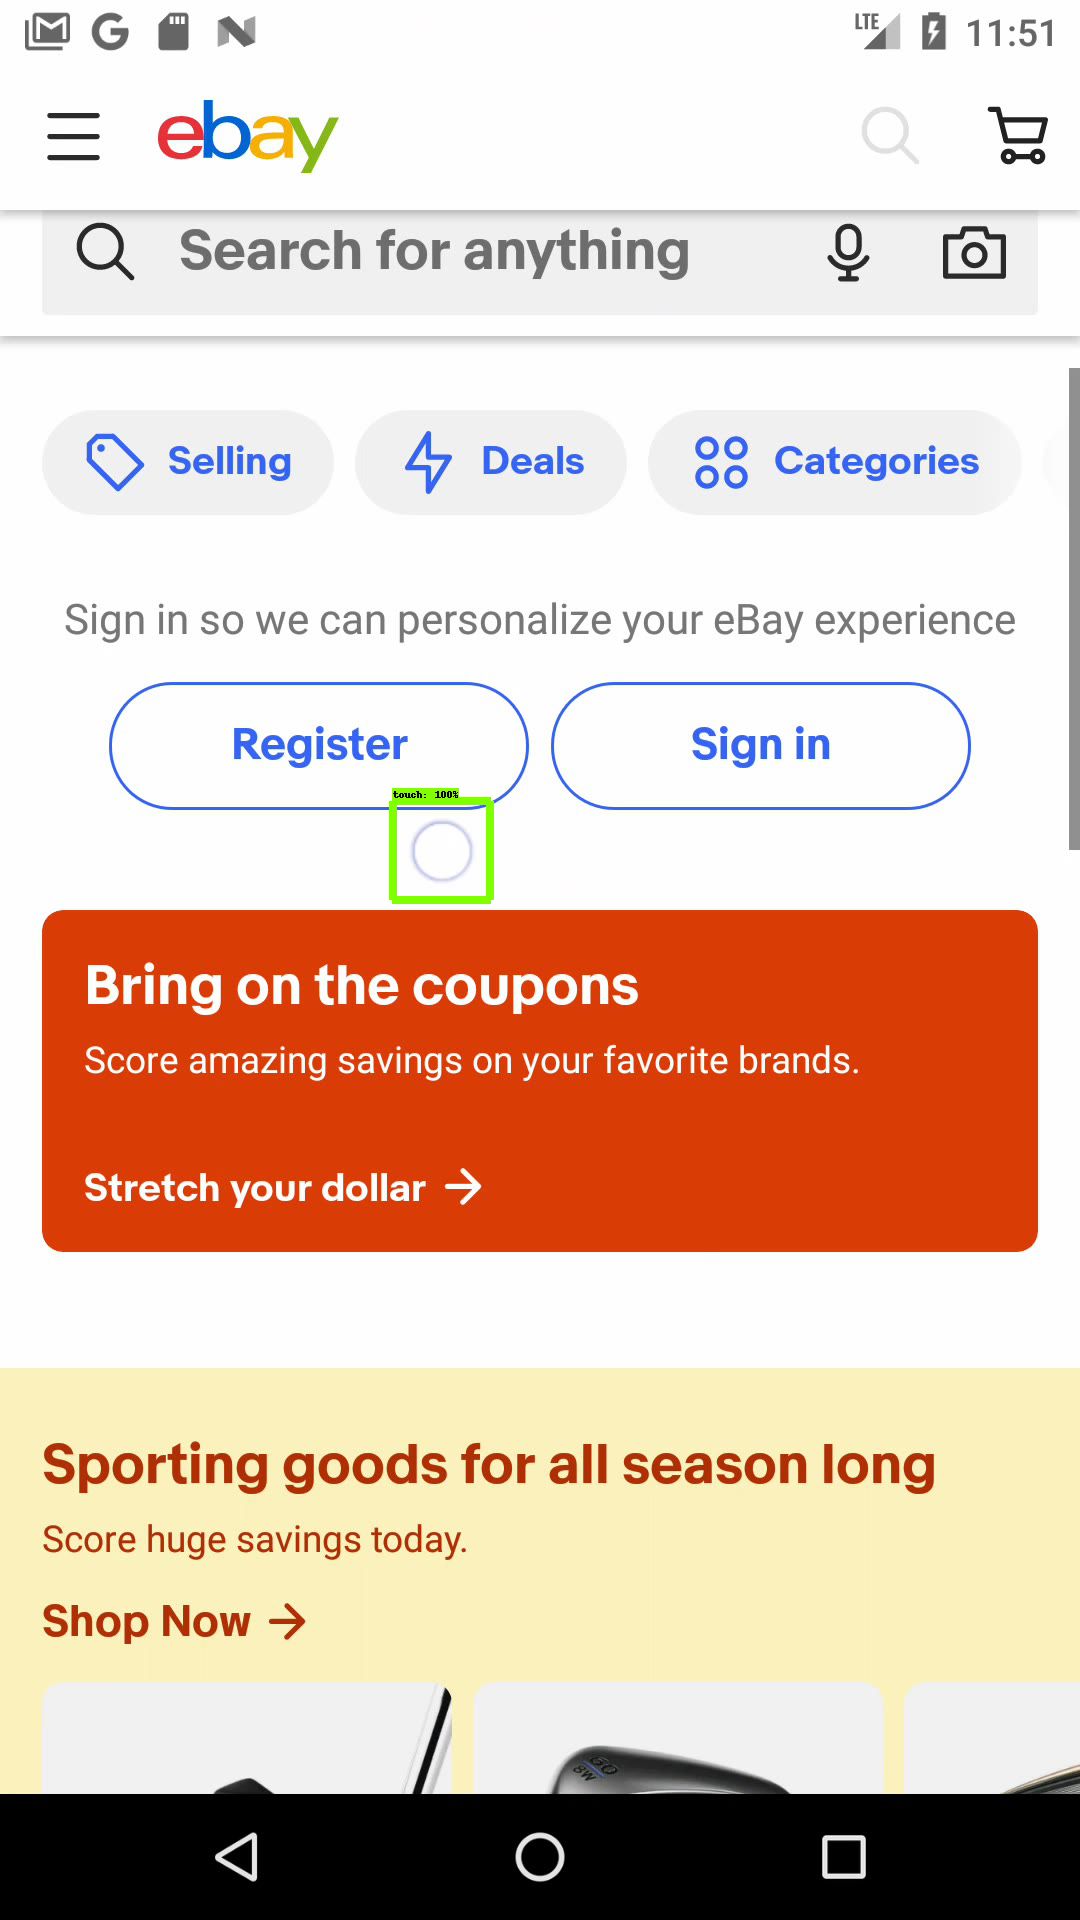 LTE 11:51
ebay
Search for anything
Selling Deals Categories
Sign in so we can personalize your eBay experience
Register Sign in
touch: 100%
Bring on the coupons
Score amazing savings on your favorite brands.
Stretch your dollar
Sporting goods for all season long
Score huge savings today.
Shop Now
60
8W